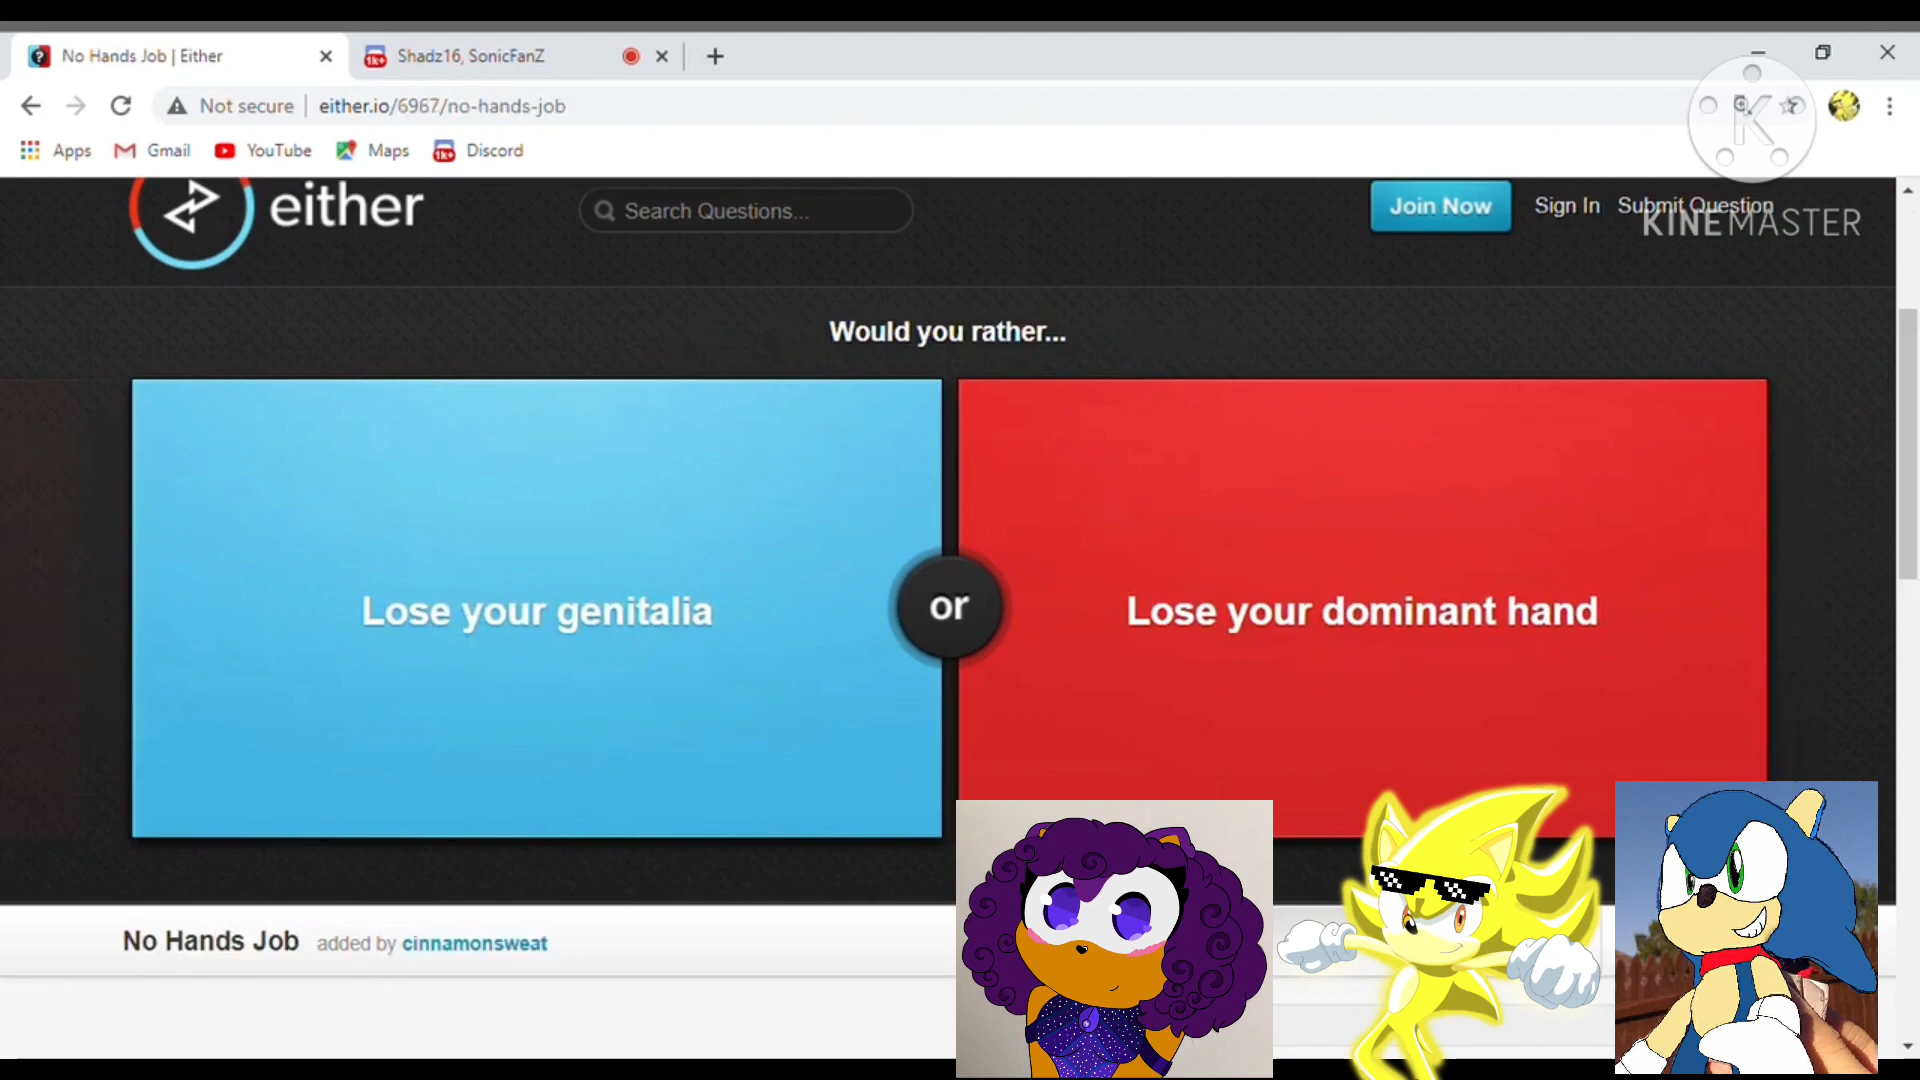 No Hands Job | Either
Shadz16, SonicFanZ
Not secure
either.io/6967/no-hands-job
Apps
Gmail
YouTube
Maps
1k+
Discord
either
Search Questions...
Join Now
Sign In
Submit Question
K
KINEMASTER
Would you rather...
Lose your genitalia
or
Lose your dominant hand
No Hands Job added by cinnamonsweat